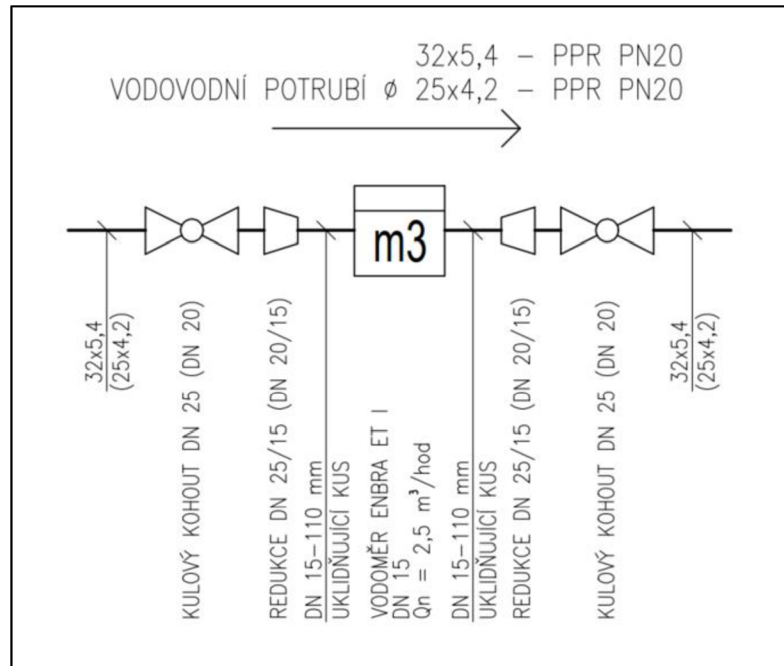 32x5,4 – PPR PN20
VODOVODNÍ POTRUBÍ ø 25x4,2 – PPR PN20
m3
32x5,4
(25x4,2)
KULOVÝ KOHOUT DN 25 (DN 20)
REDUKCE DN 25/15 (DN 20/15)
DN 15–110 mm
UKLIDŇUJÍCÍ KUS
VODOMĚR ENBRA ET I
DN 15
Qn = 2,5 m³/hod
DN 15–110 mm
UKLIDŇUJÍCÍ KUS
REDUKCE DN 25/15 (DN 20/15)
KULOVÝ KOHOUT DN 25 (DN 20)
32x5,4
(25x4,2)